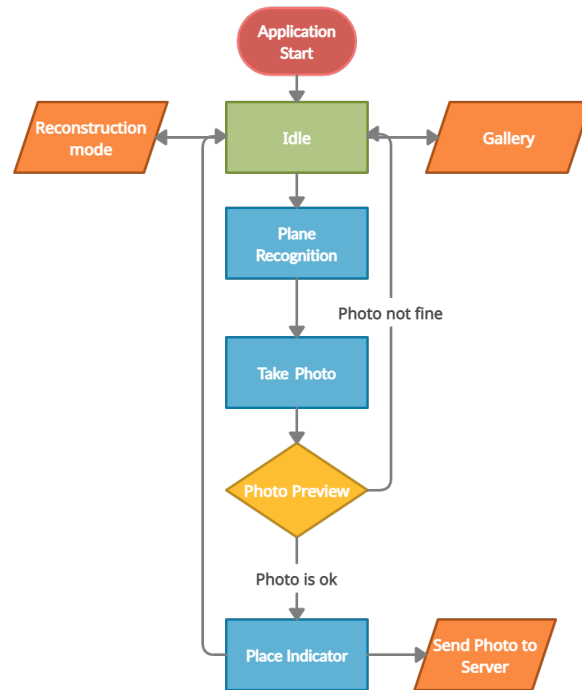 Application
Start
Reconstruction
mode
Idle
Gallery
Plane
Recognition
Photo not fine
Take Photo
Photo Preview
Photo is ok
Place Indicator
Send Photo to
Server